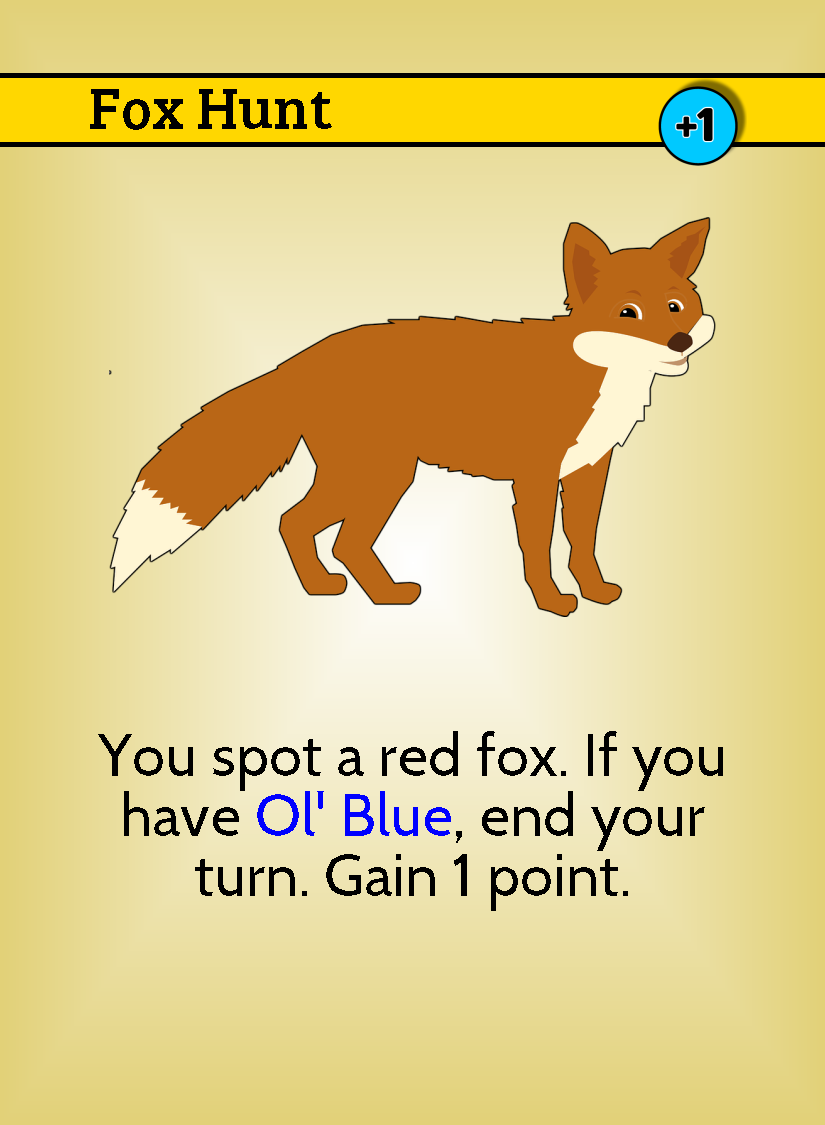 Fox Hunt
+1
You spot a red fox. If you
have Ol' Blue, end your
turn. Gain 1 point.